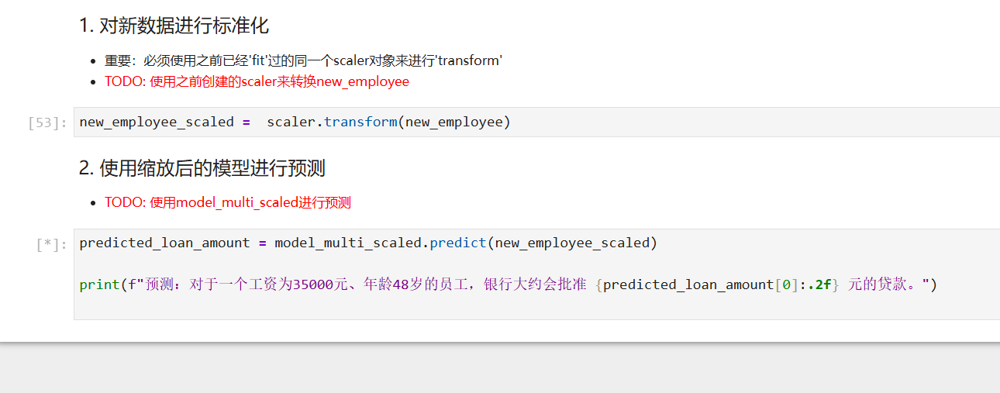 1. 对新数据进行标准化
• 重要：必须使用之前已经'fit'过的同一个scaler对象来进行'transform'
• TODO: 使用之前创建的scaler来转换new_employee
[53]: new_employee_scaled =  scaler.transform(new_employee)
2. 使用缩放后的模型进行预测
• TODO: 使用model_multi_scaled进行预测
[*]: predicted_loan_amount = model_multi_scaled.predict(new_employee_scaled)
print(f"预测：对于一个工资为35000元、年龄48岁的员工，银行大约会批准 {predicted_loan_amount[0]:.2f} 元的贷款。")